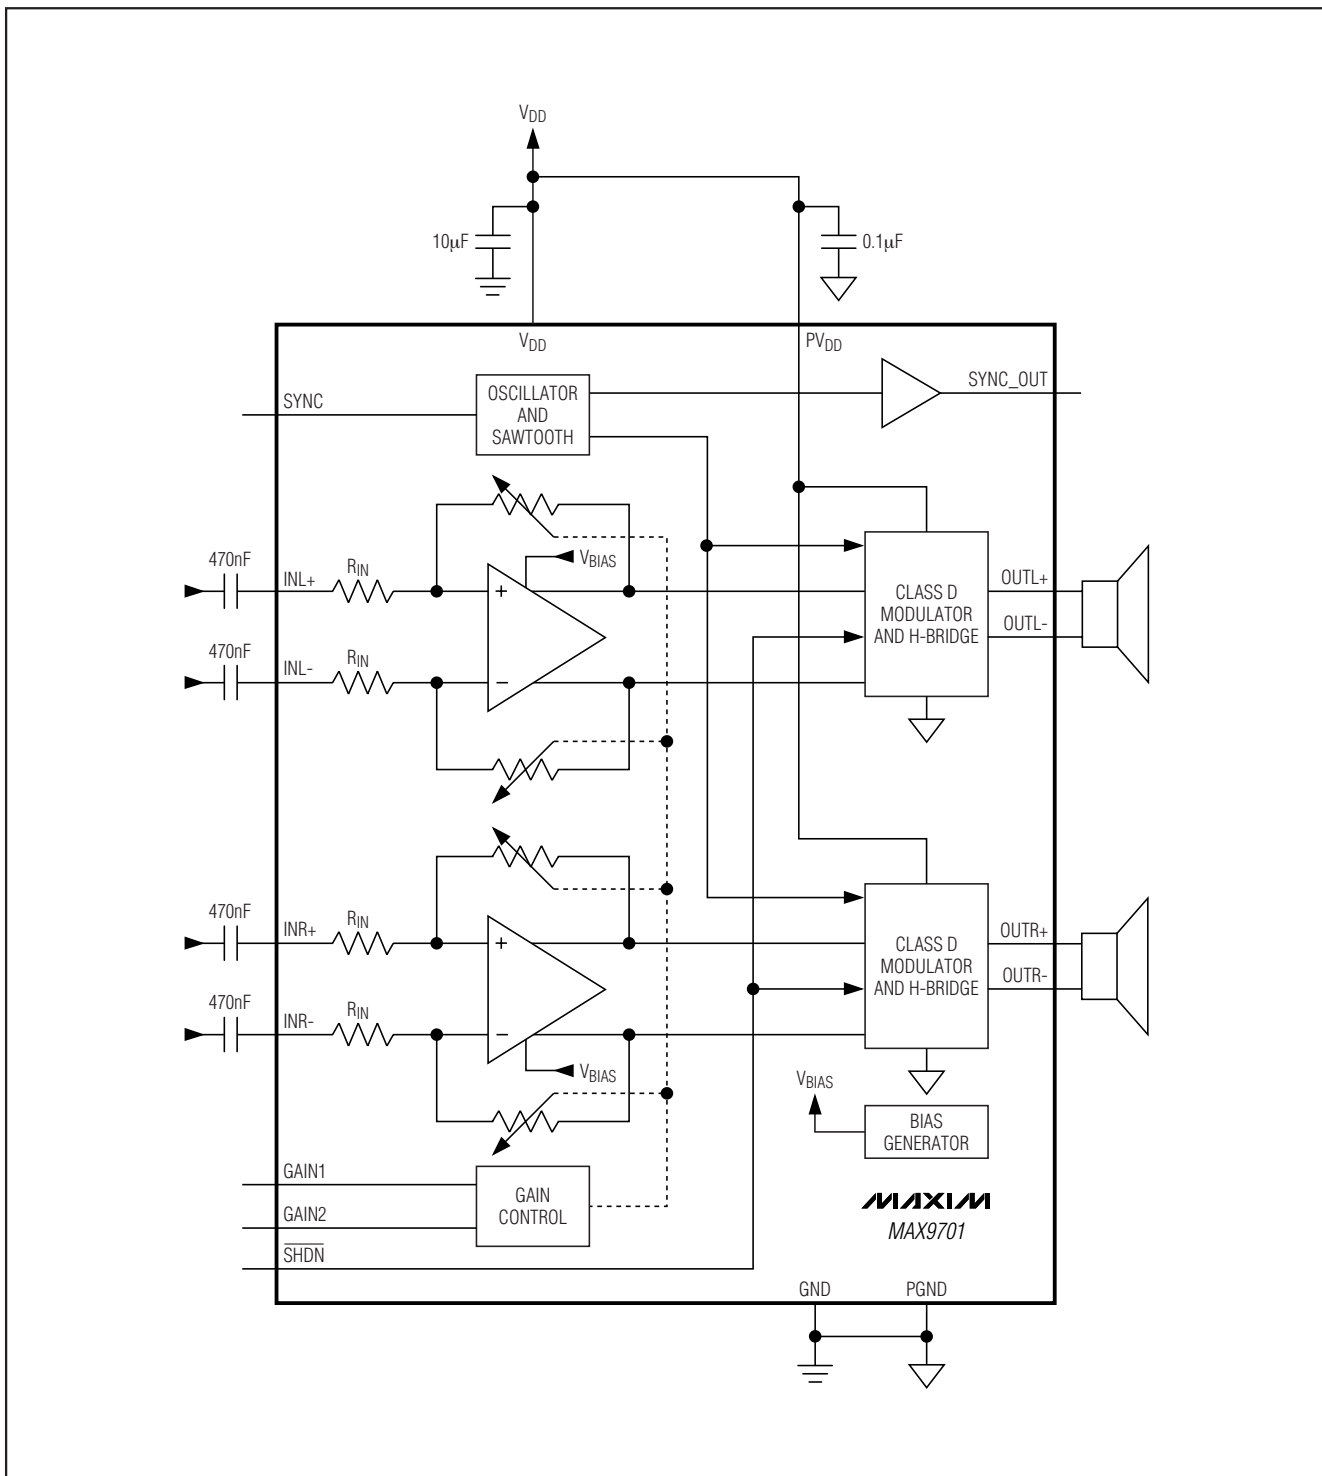 VDD
10µF
0.1µF
VDD
PVDD
SYNC
OSCILLATOR
AND
SAWTOOTH
SYNC_OUT
470nF
INL+
RIN
+
VBIAS
CLASS D
MODULATOR
AND H-BRIDGE
OUTL+
OUTL-
470nF
INL-
RIN
−
470nF
INR+
RIN
+
CLASS D
MODULATOR
AND H-BRIDGE
OUTR+
OUTR-
470nF
INR-
RIN
−
VBIAS
VBIAS
BIAS
GENERATOR
GAIN1
GAIN2
GAIN
CONTROL
SHDN
MAXIM
MAX9701
GND
PGND